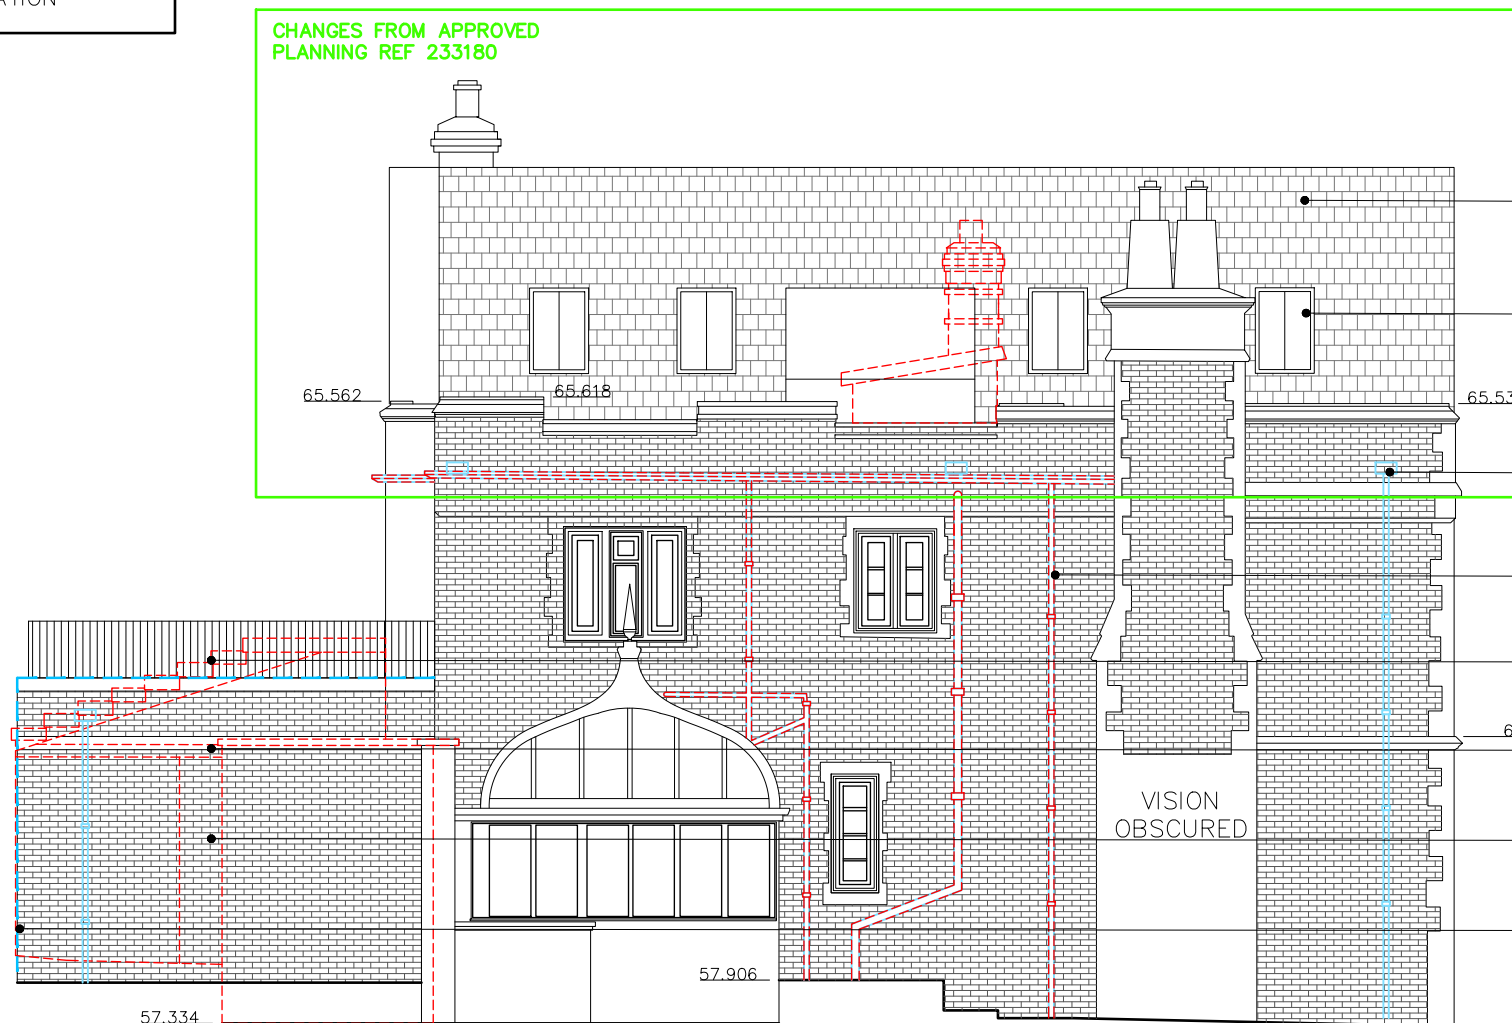 CHANGES FROM APPROVED
PLANNING REF 233180
65.562
65.618
VISION
OBSCURED
57.906
57.334